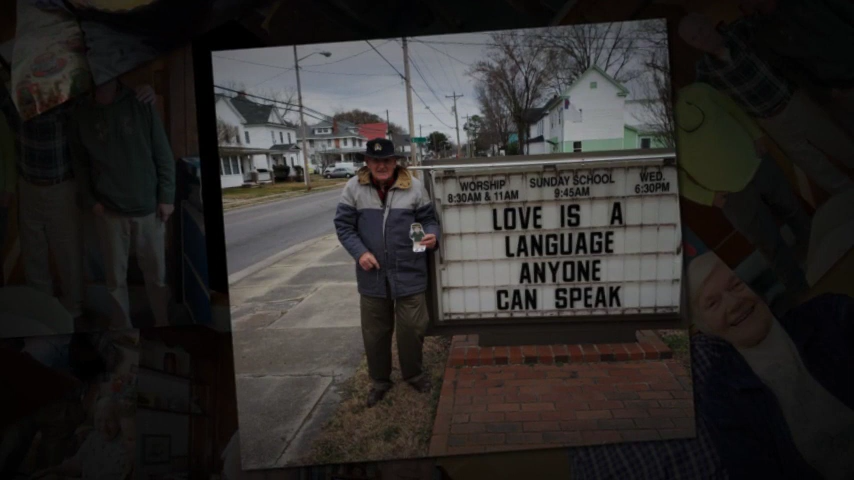 WORSHIP SUNDAY SCHOOL WED.
8:30AM & 11AM 9:45AM 6:30PM
LOVE IS A
LANGUAGE
ANYONE
CAN SPEAK